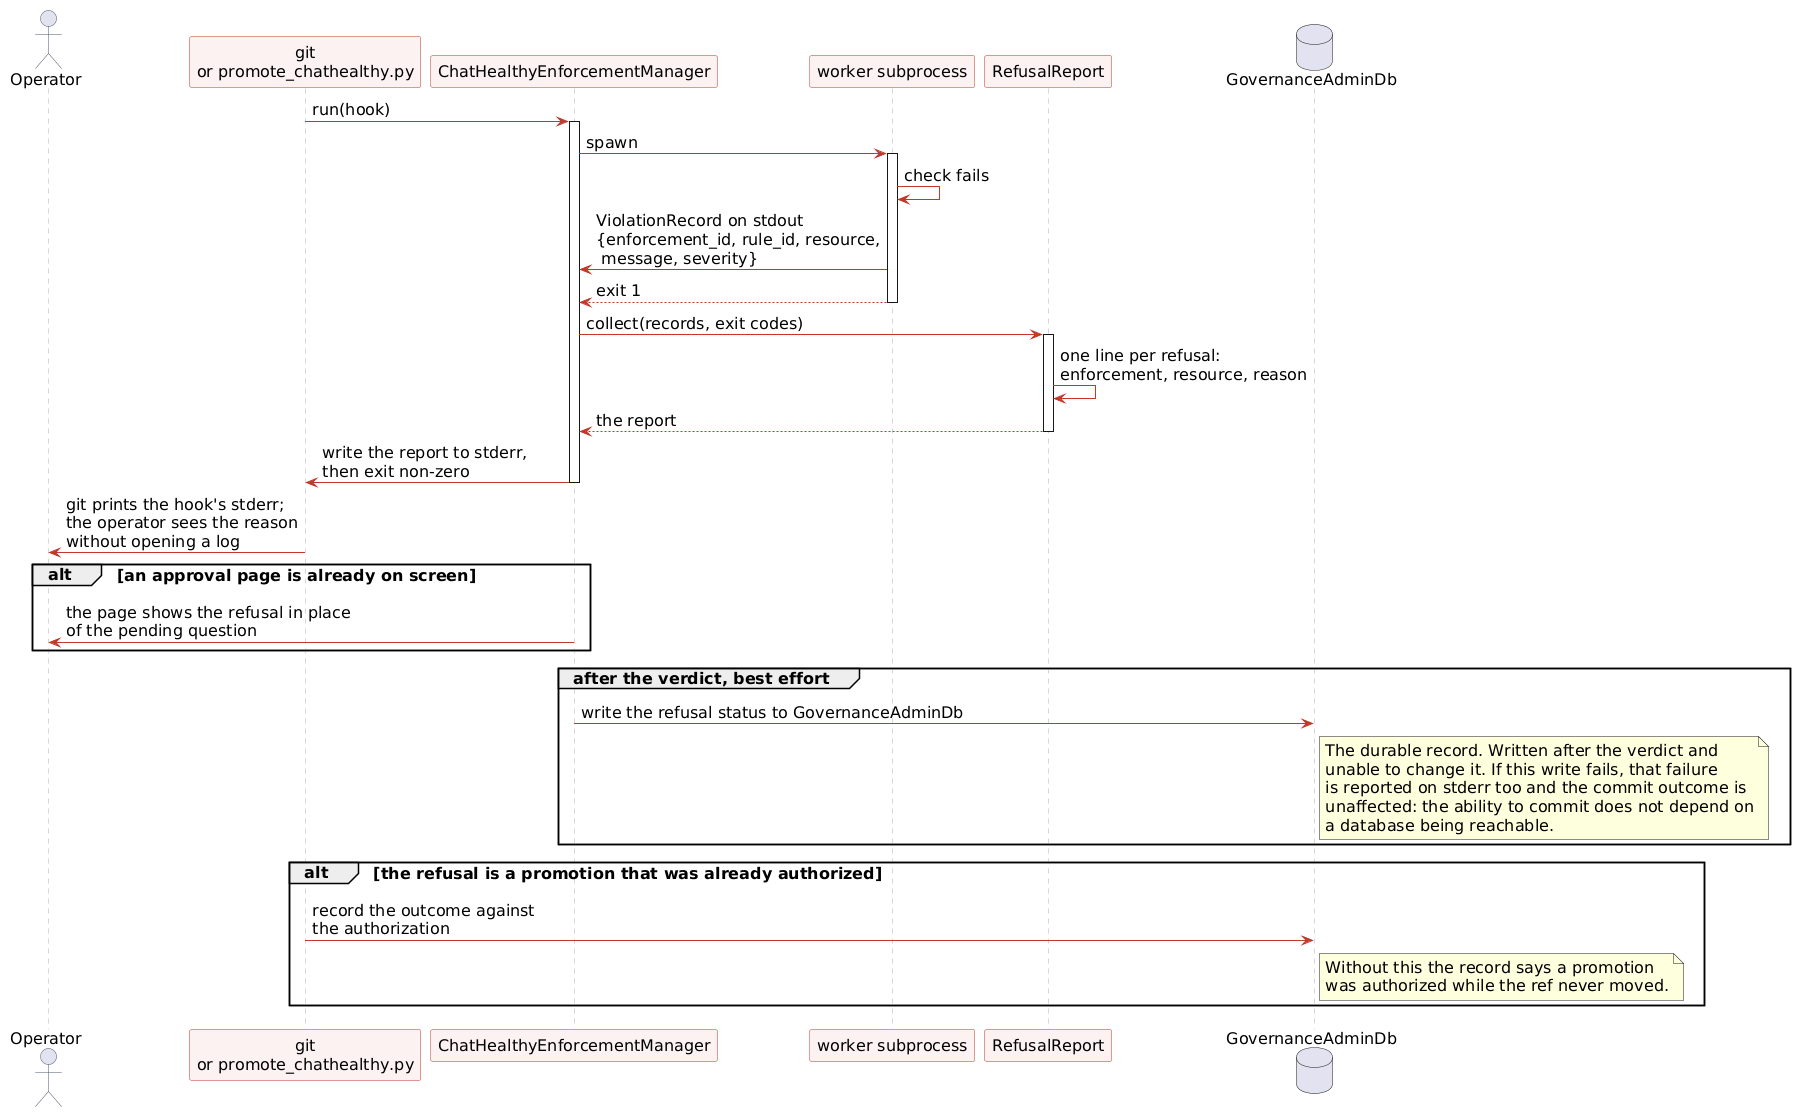 Operator
git
or promote_chathealthy.py
ChatHealthyEnforcementManager
worker subprocess
RefusalReport
GovernanceAdminDb
run(hook)
spawn
check fails
ViolationRecord on stdout
{enforcement_id, rule_id, resource,
message, severity}
exit 1
collect(records, exit codes)
one line per refusal:
enforcement, resource, reason
the report
write the report to stderr,
then exit non-zero
git prints the hook's stderr;
the operator sees the reason
without opening a log
alt [an approval page is already on screen]
the page shows the refusal in place
of the pending question
after the verdict, best effort
write the refusal status to GovernanceAdminDb
The durable record. Written after the verdict and
unable to change it. If this write fails, that failure
is reported on stderr too and the commit outcome is
unaffected: the ability to commit does not depend on
a database being reachable.
alt [the refusal is a promotion that was already authorized]
record the outcome against
the authorization
Without this the record says a promotion
was authorized while the ref never moved.
Operator
git
or promote_chathealthy.py
ChatHealthyEnforcementManager
worker subprocess
RefusalReport
GovernanceAdminDb